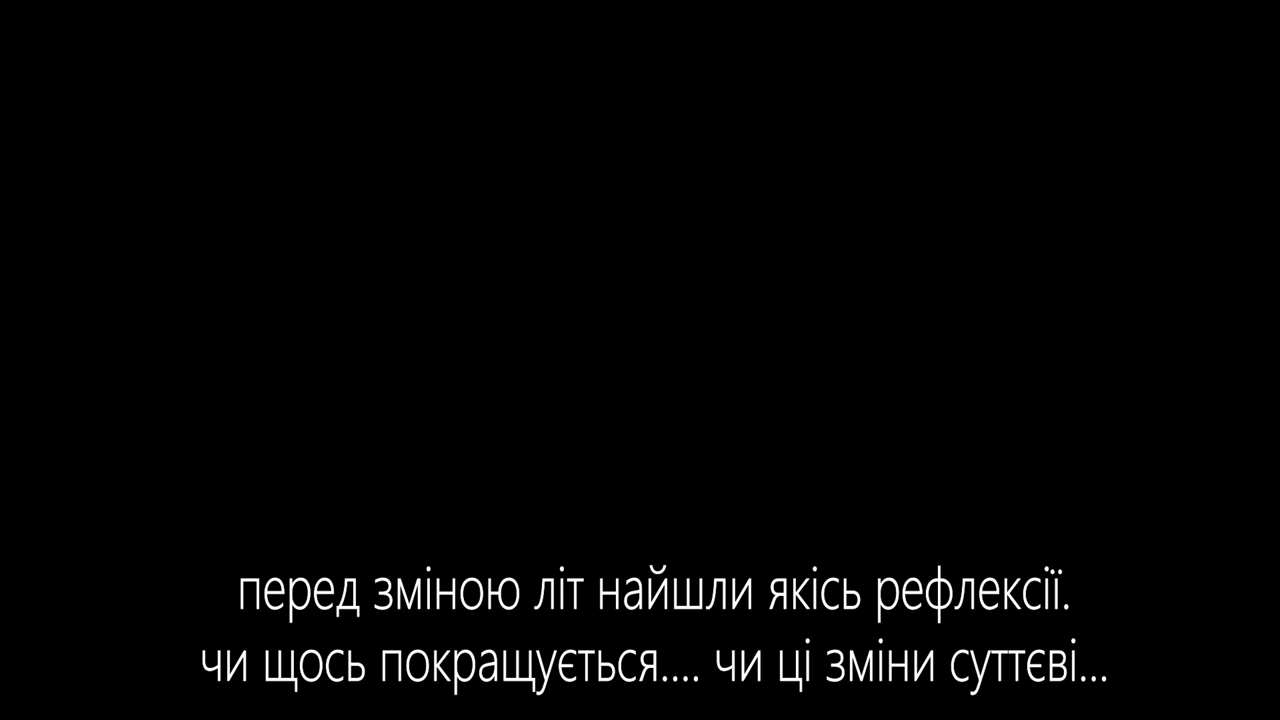 перед зміною літ найшли якісь рефлексії.
чи щось покращується.... чи ці зміни суттєві...